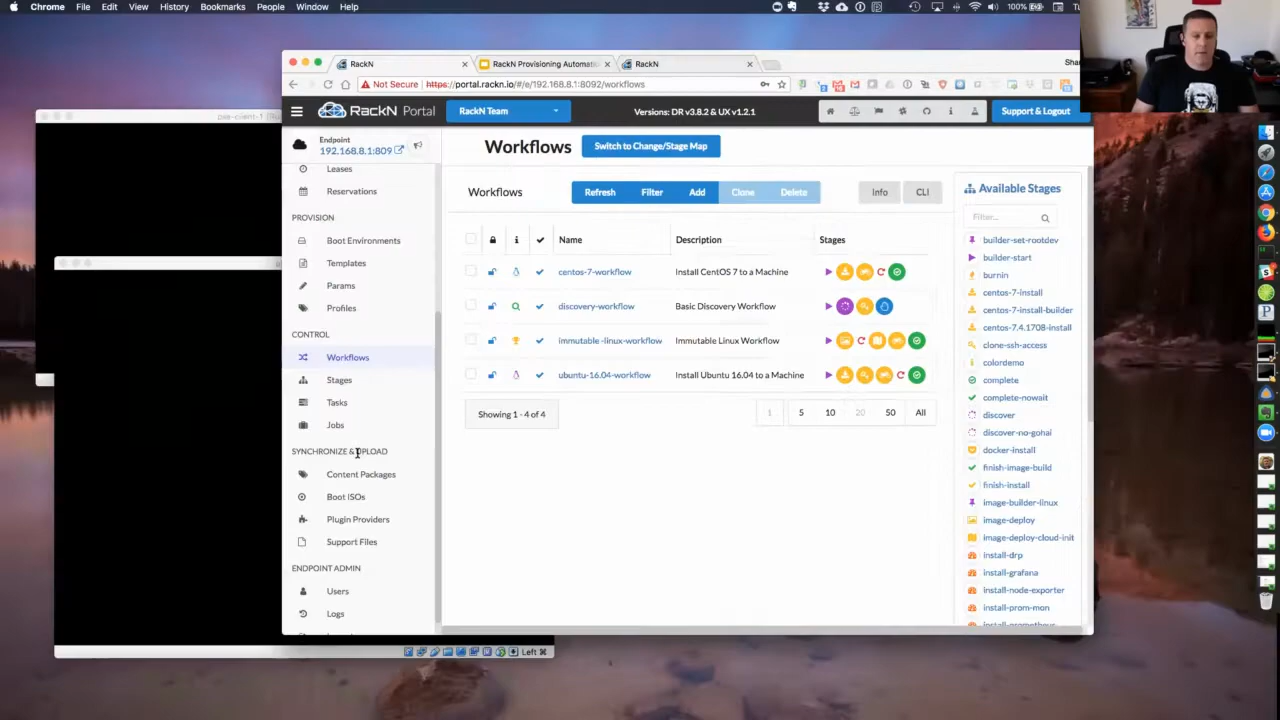 Chrome File Edit View History Bookmarks People Window Help
100%
RackN
RackN Provisioning Automati
RackN
Not Secure https://portal.rackn.io/#/e/192.168.8.1:8092/workflows
pxe-client-1
RackN Portal
RackN Team
Versions: DR v3.8.2 & UX v1.2.1
Support & Logout
Endpoint
192.168.8.1:809
Leases
Reservations
PROVISION
Boot Environments
Templates
Params
Profiles
CONTROL
Workflows
Stages
Tasks
Jobs
SYNCHRONIZE & UPLOAD
Content Packages
Boot ISOs
Plugin Providers
Support Files
ENDPOINT ADMIN
Users
Logs
Workflows
Switch to Change/Stage Map
Workflows
Refresh Filter Add Clone Delete
Info CLI
Name Description Stages
centos-7-workflow Install CentOS 7 to a Machine
discovery-workflow Basic Discovery Workflow
immutable -linux-workflow Immutable Linux Workflow
ubuntu-16.04-workflow Install Ubuntu 16.04 to a Machine
Showing 1 - 4 of 4
1 5 10 20 50 All
Available Stages
Filter...
builder-set-rootdev
builder-start
burnin
centos-7-install
centos-7-install-builder
centos-7.4.1708-install
clone-ssh-access
colordemo
complete
complete-nowait
discover
discover-no-gohai
docker-install
finish-image-build
finish-install
image-builder-linux
image-deploy
image-deploy-cloud-init
install-drp
install-grafana
install-node-exporter
install-prom-mon
install-prometheus
Left ⌘